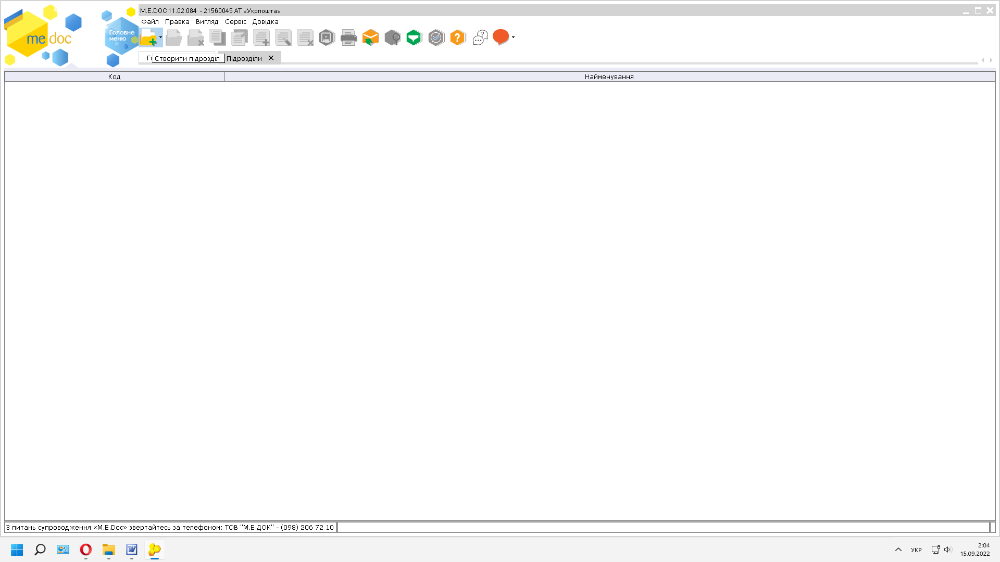 me doc
Головне
меню
M.E.DOC 11.02.084 - 21560045 АТ «Укрпошта»
Файл Правка Вигляд Сервіс Довідка
Створити підрозділ Підрозділи
Код Найменування
З питань супроводження «M.E.Doc» звертайтесь за телефоном: ТОВ "М.Е.ДОК" - (098) 206 72 10
УКР
2:04
15.09.2022